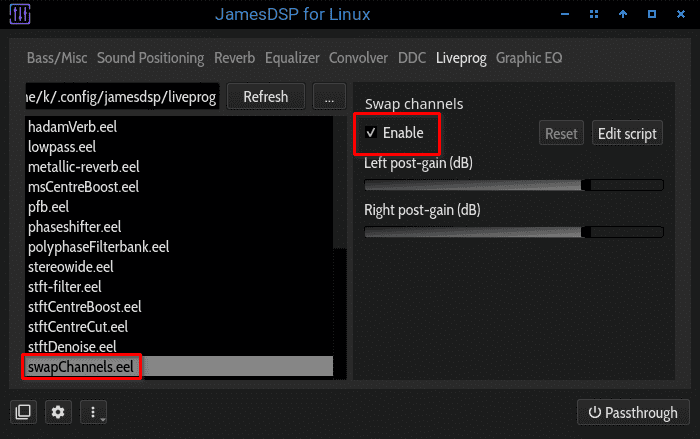 JamesDSP for Linux
Bass/Misc Sound Positioning Reverb Equalizer Convolver DDC Liveprog Graphic EQ
ne/k/.config/jamesdsp/liveprog Refresh ...
hadamVerb.eel
lowpass.eel
metallic-reverb.eel
msCentreBoost.eel
pfb.eel
phaseshifter.eel
polyphaseFilterbank.eel
stereowide.eel
stft-filter.eel
stftCentreBoost.eel
stftCentreCut.eel
stftDenoise.eel
swapChannels.eel
Swap channels
Enable Reset Edit script
Left post-gain (dB)
Right post-gain (dB)
Passthrough